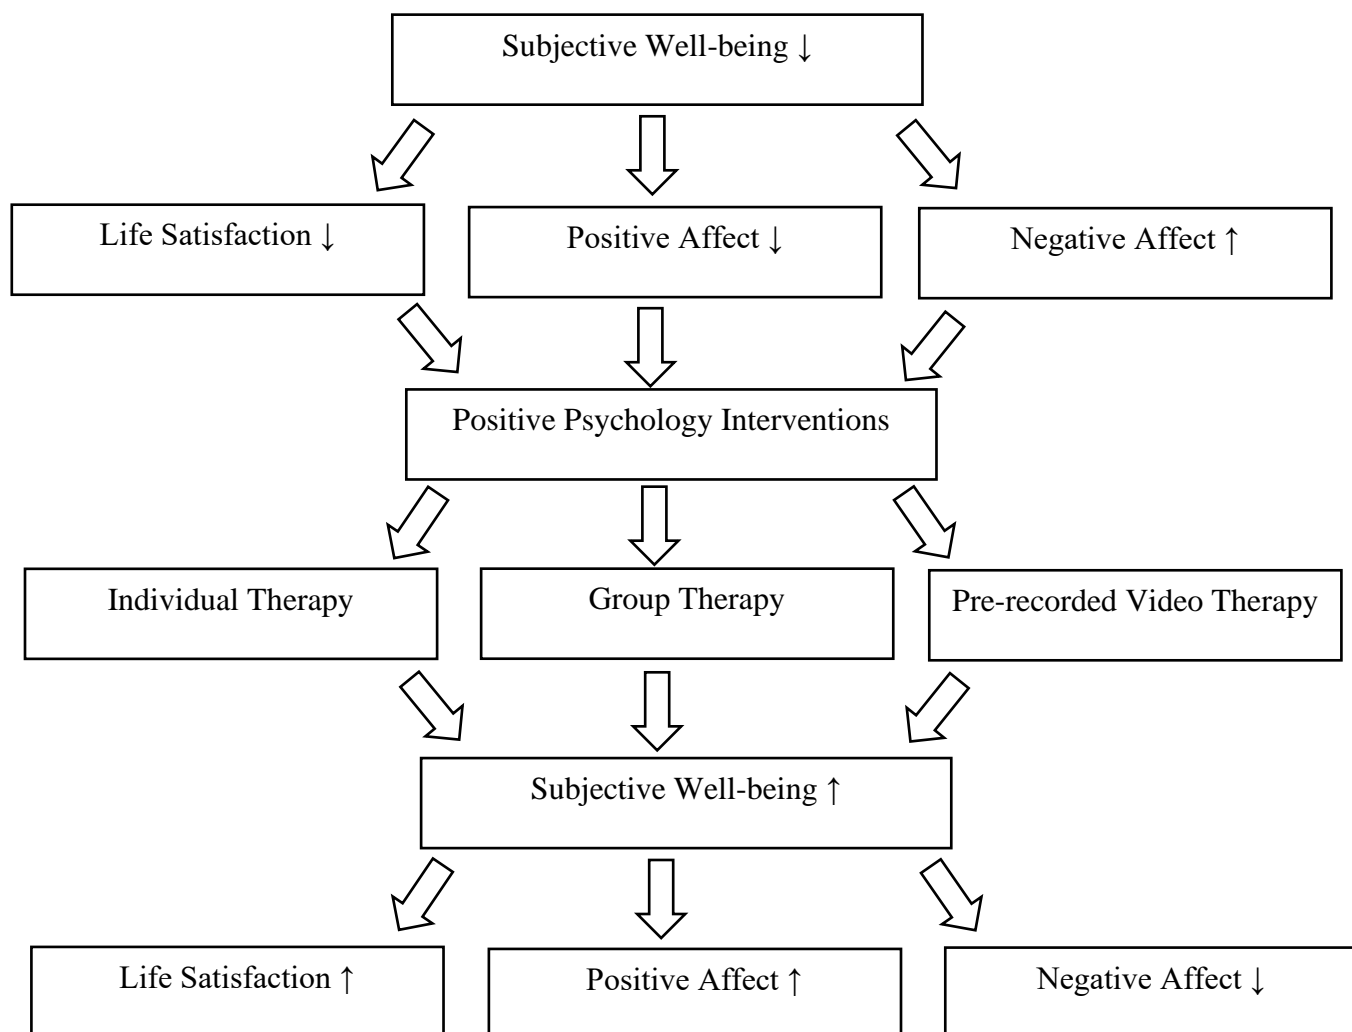 Subjective Well-being ↓
Life Satisfaction ↓
Positive Affect ↓
Negative Affect ↑
Positive Psychology Interventions
Individual Therapy
Group Therapy
Pre-recorded Video Therapy
Subjective Well-being ↑
Life Satisfaction ↑
Positive Affect ↑
Negative Affect ↓